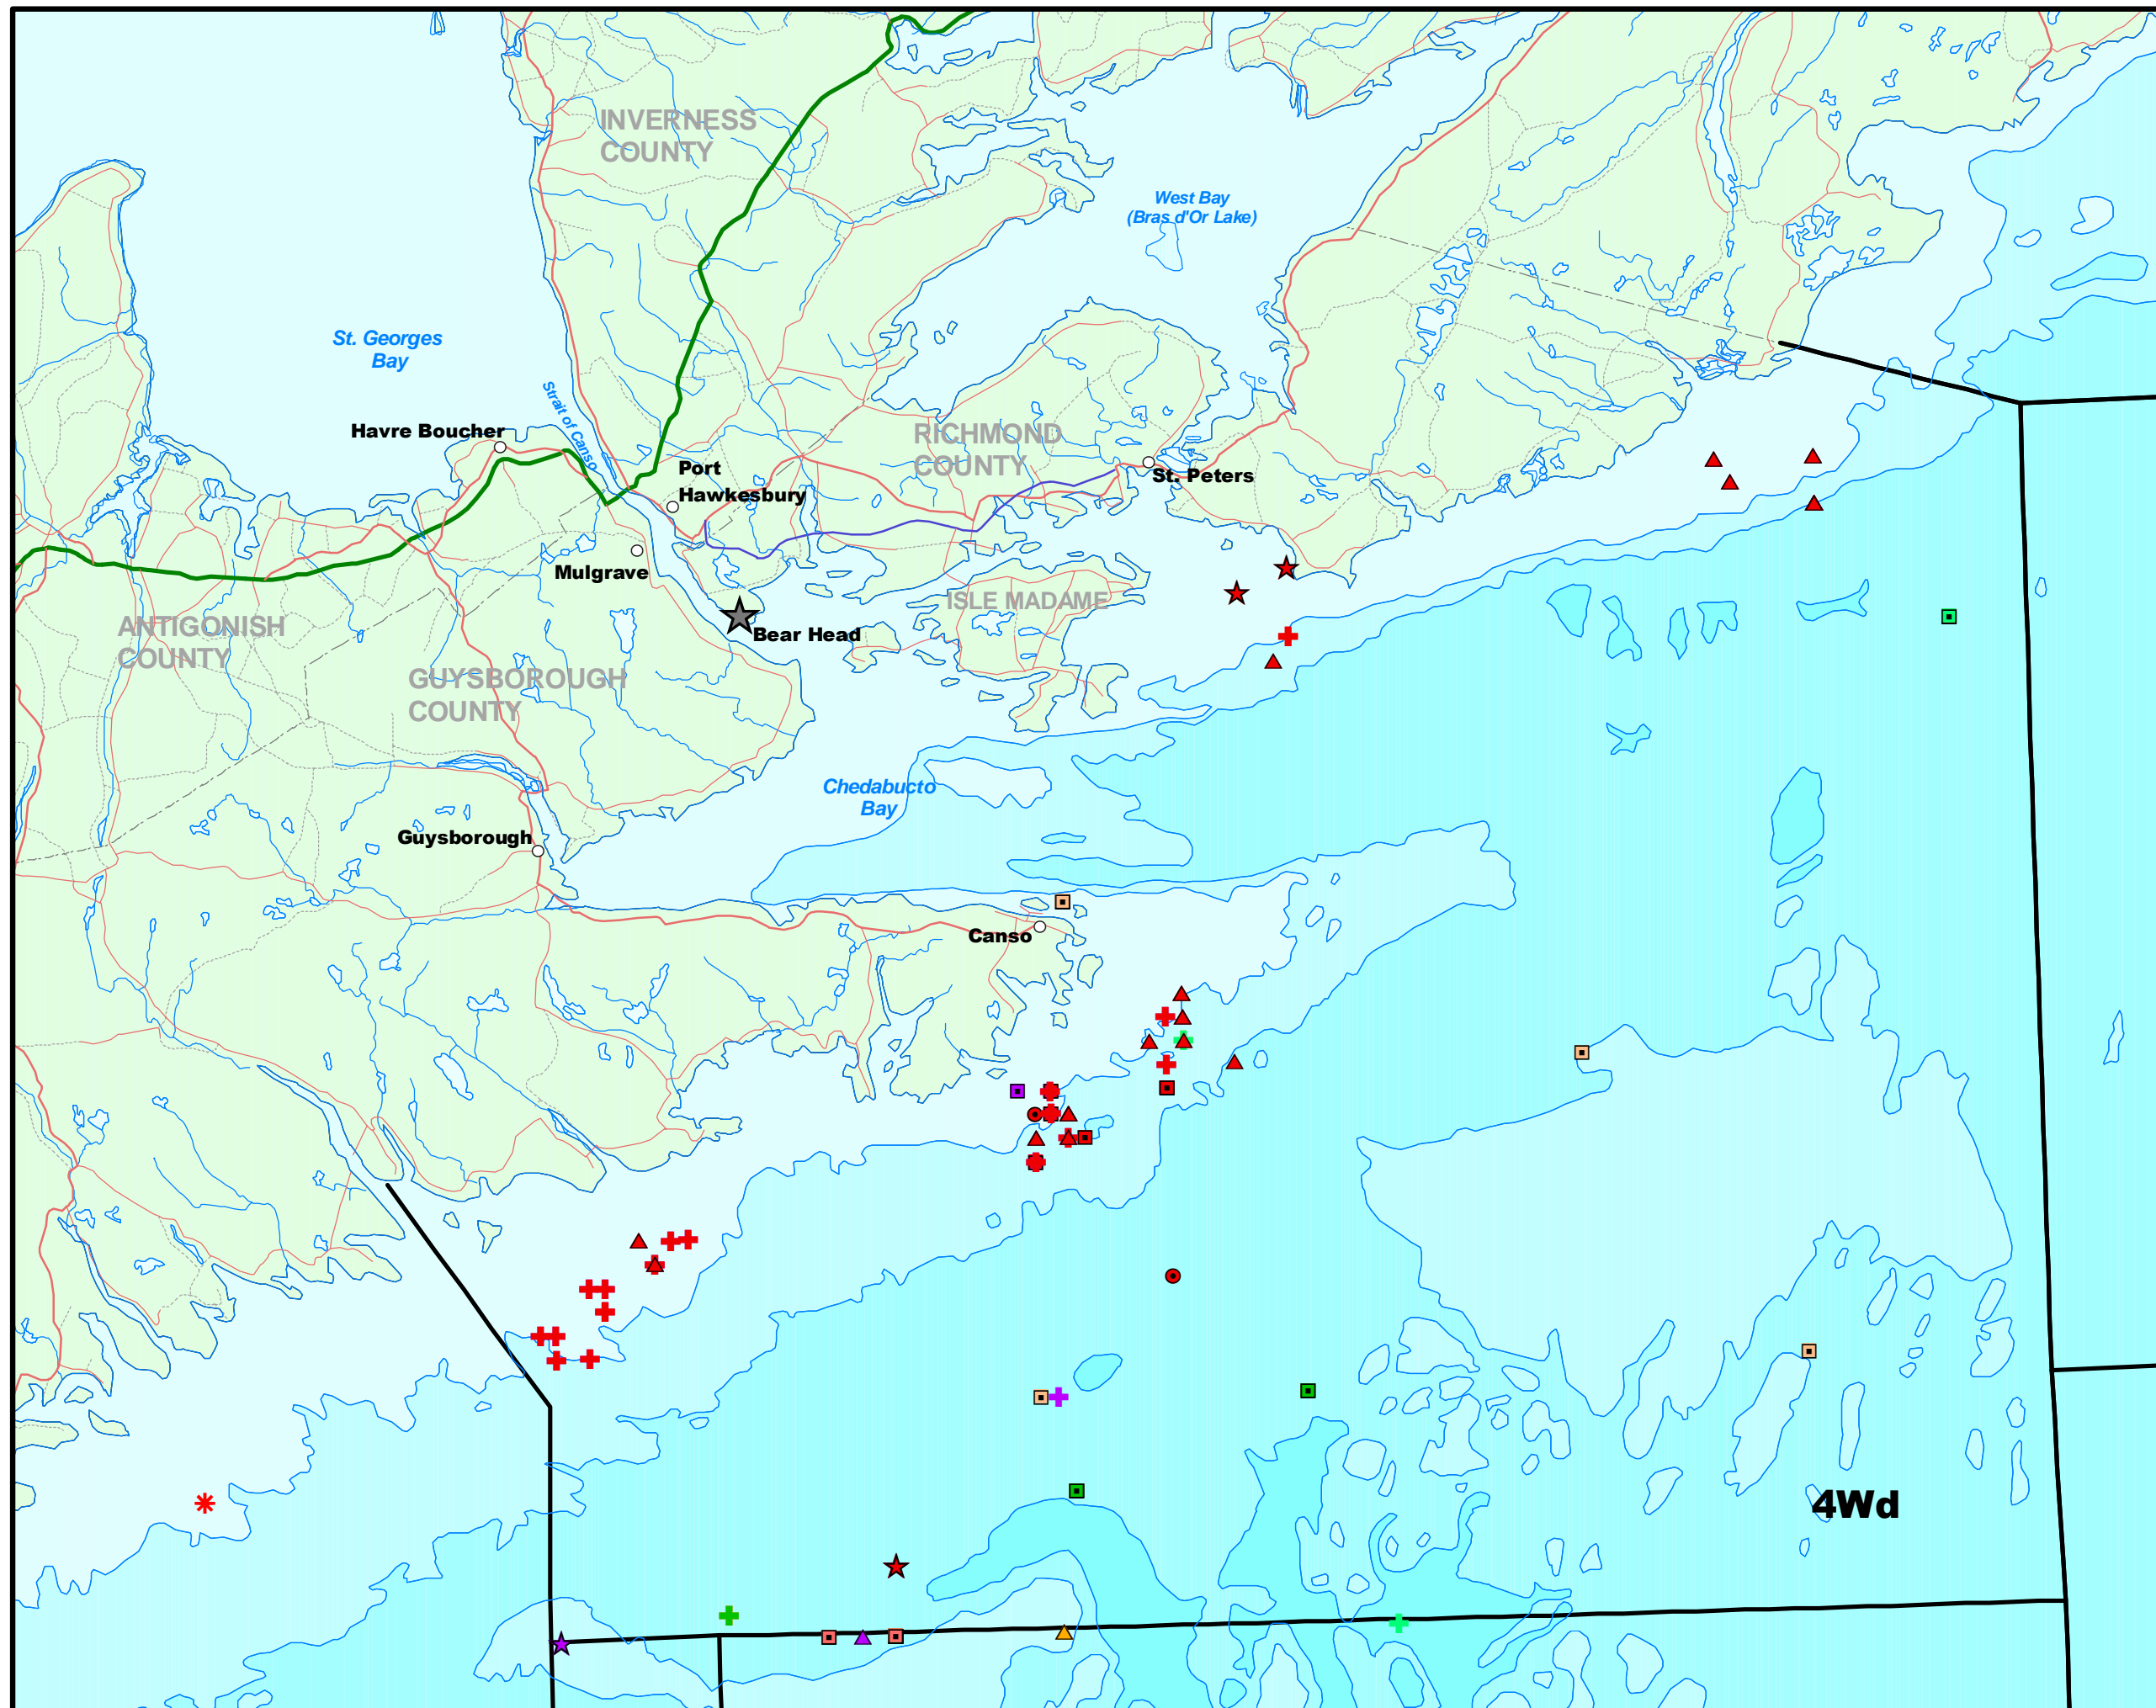 INVERNESS
COUNTY
West Bay
(Bras d'Or Lake)
St. Georges
Bay
Strait of Canso
Havre Boucher
RICHMOND
COUNTY
Port
Hawkesbury
St. Peters
Mulgrave
ISLE MADAME
ANTIGONISH
COUNTY
Bear Head
GUYSBOROUGH
COUNTY
Chedabucto
Bay
Guysborough
Canso
4Wd